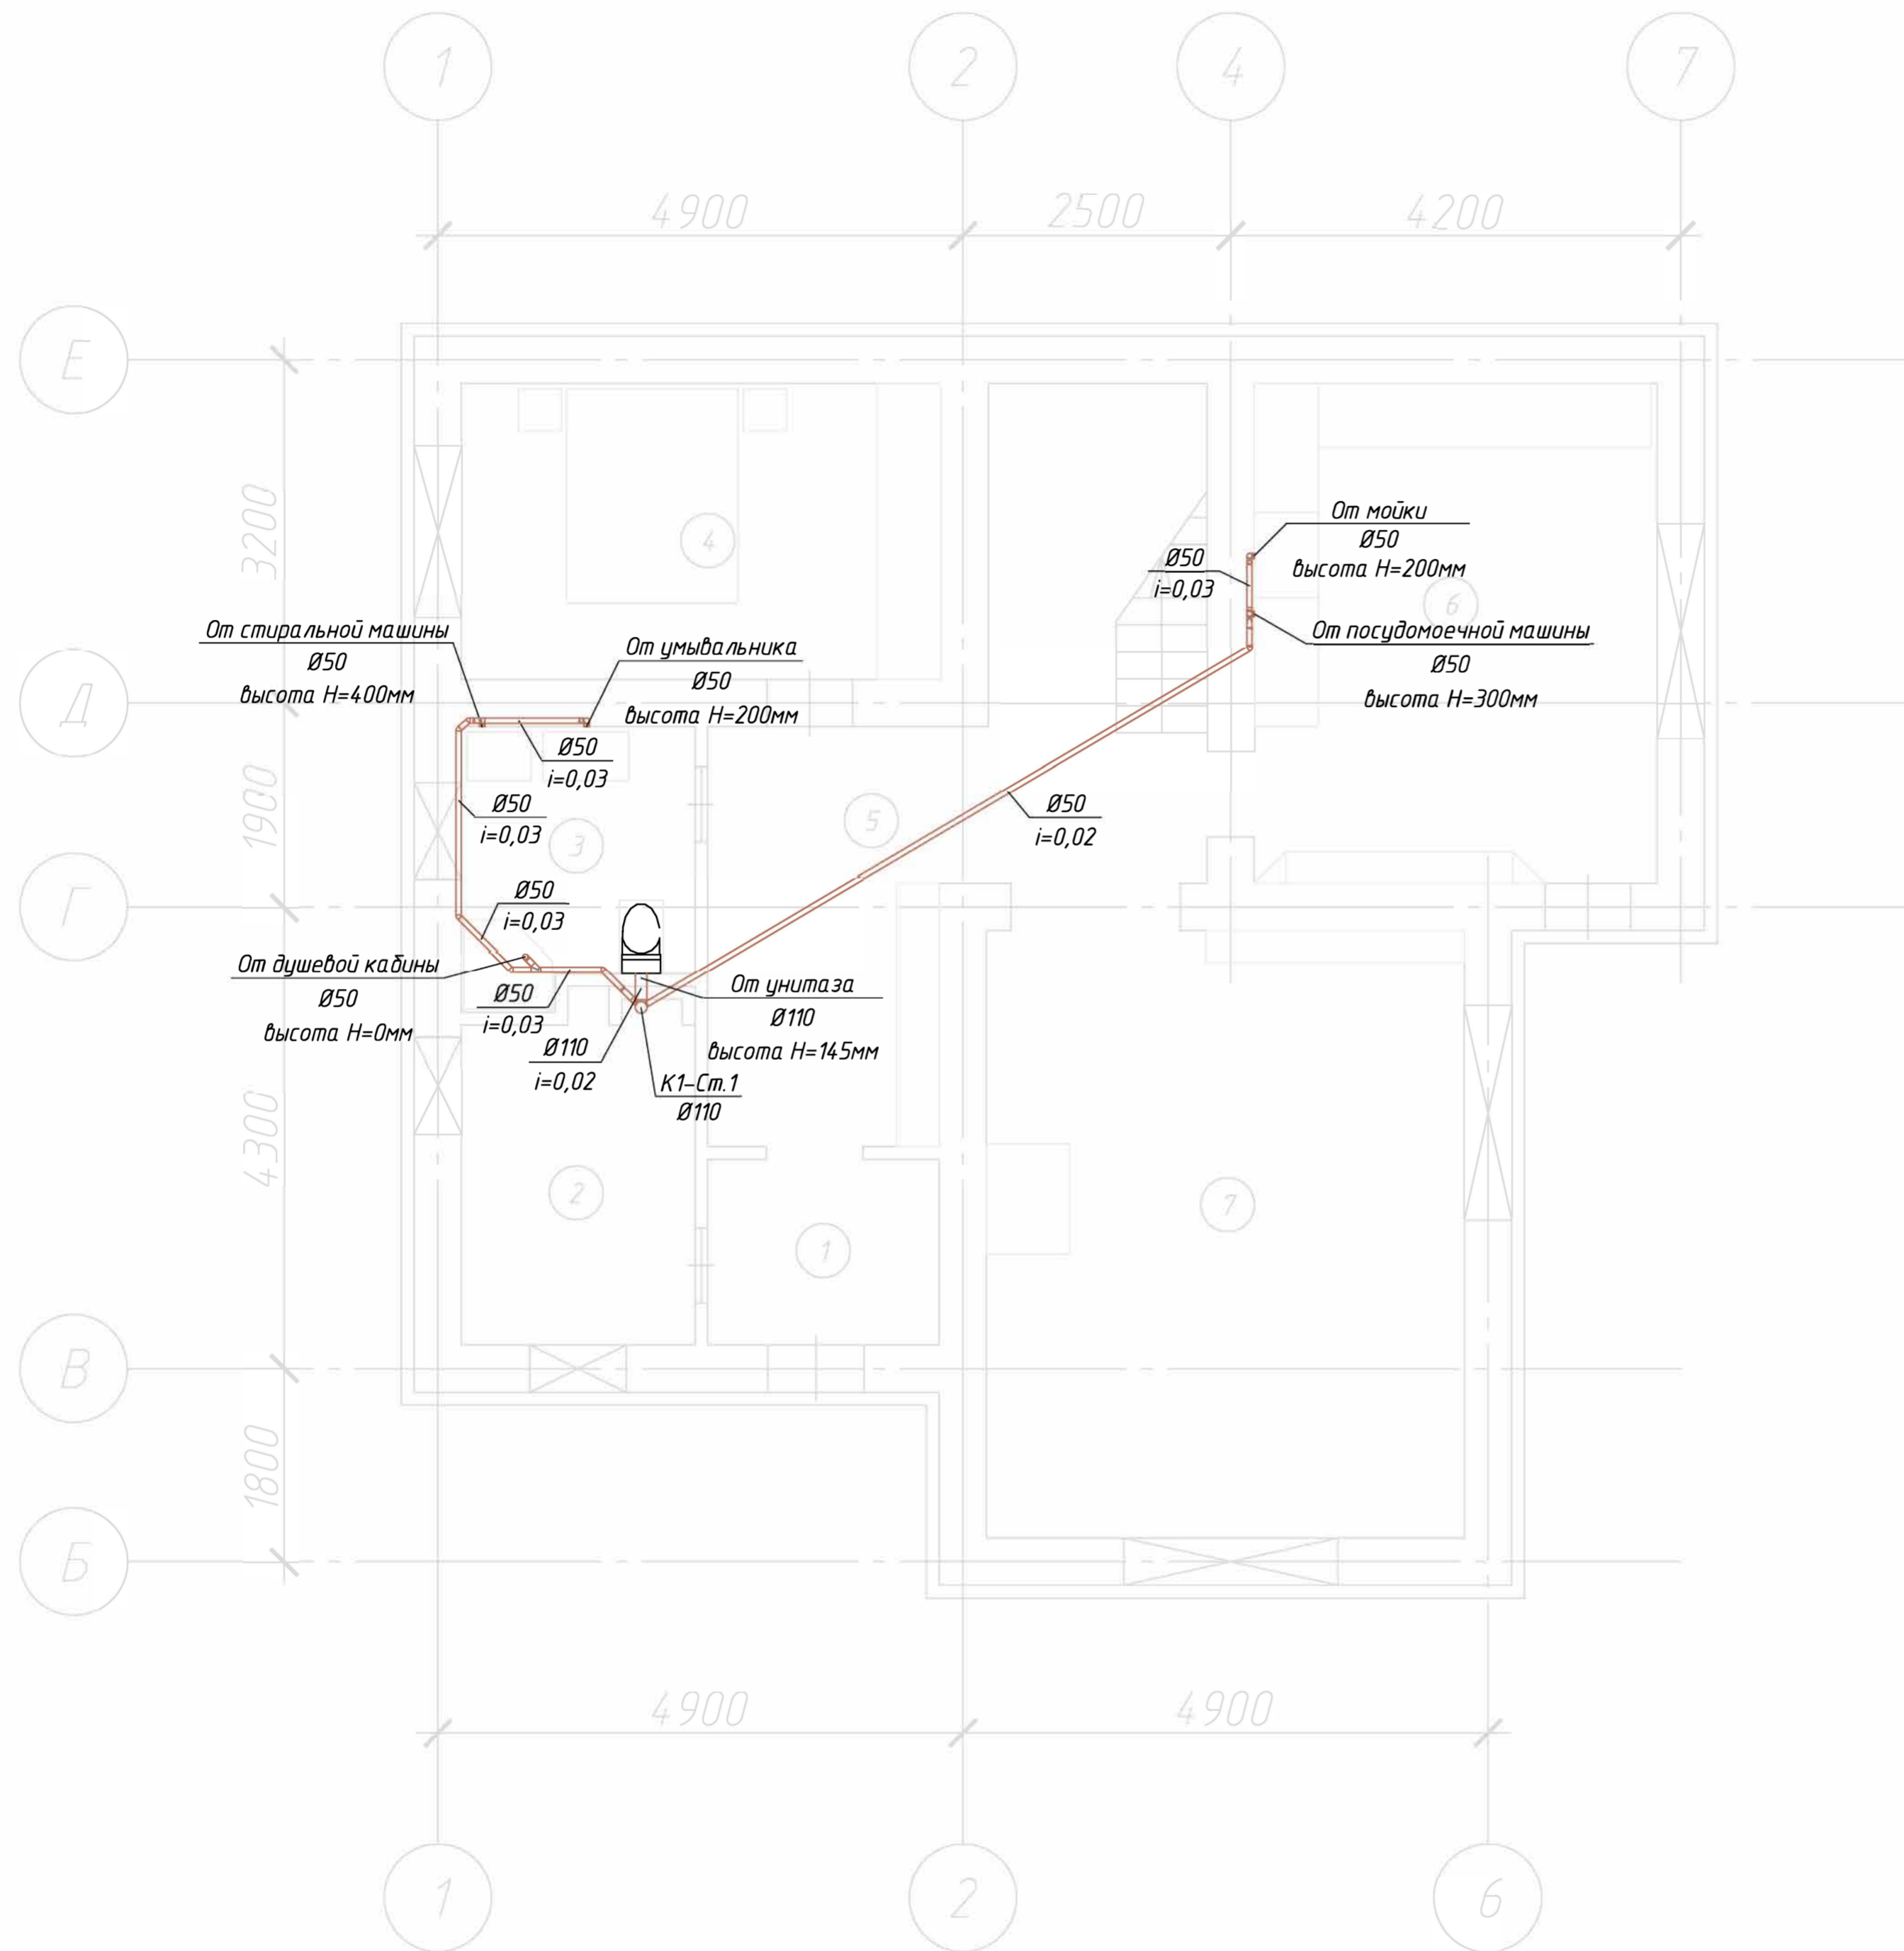 1
2
4
7
4900
2500
4200
Е
3200
4
От мойки
Ø50
высота H=200мм
Ø50
i=0,03
6
От стиральной машины
Ø50
высота H=400мм
От умывальника
Ø50
высота H=200мм
От посудомоечной машины
Ø50
высота H=300мм
Д
Ø50
i=0,03
1900
Ø50
i=0,03
3
5
Ø50
i=0,02
Г
Ø50
i=0,03
От душевой кабины
Ø50
высота H=0мм
Ø50
i=0,03
От унитаза
Ø110
высота H=145мм
Ø110
i=0,02
К1-Ст.1
Ø110
4300
2
1
7
В
1800
Б
4900
4900
1
2
6